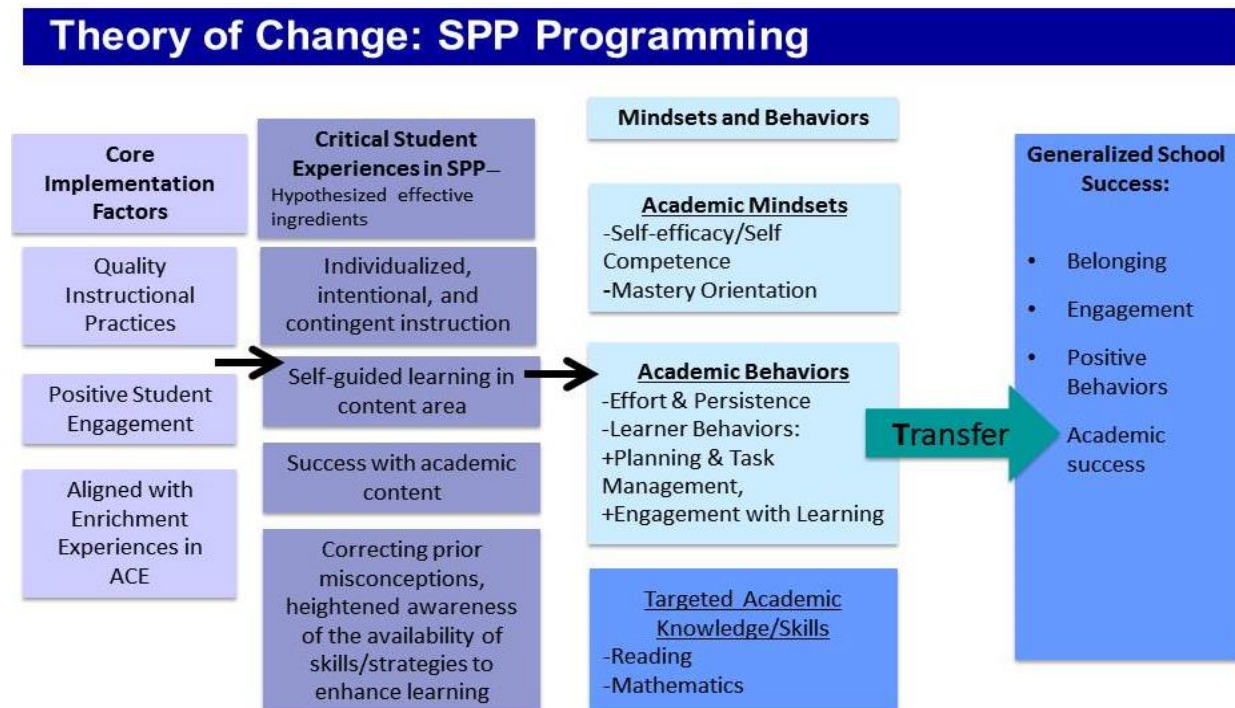 Theory of Change: SPP Programming
Core
Implementation
Factors
Quality
Instructional
Practices
Positive Student
Engagement
Aligned with
Enrichment
Experiences in
ACE
Critical Student
Experiences in SPP–
Hypothesized effective
ingredients
Individualized,
intentional, and
contingent instruction
Self-guided learning in
content area
Success with academic
content
Correcting prior
misconceptions,
heightened awareness
of the availability of
skills/strategies to
enhance learning
Mindsets and Behaviors
Academic Mindsets
-Self-efficacy/Self
Competence
-Mastery Orientation
Academic Behaviors
-Effort & Persistence
-Learner Behaviors:
+Planning & Task
Management,
+Engagement with Learning
Targeted Academic
Knowledge/Skills
-Reading
-Mathematics
Transfer
Generalized School
Success:
• Belonging
• Engagement
• Positive
Behaviors
• Academic
success